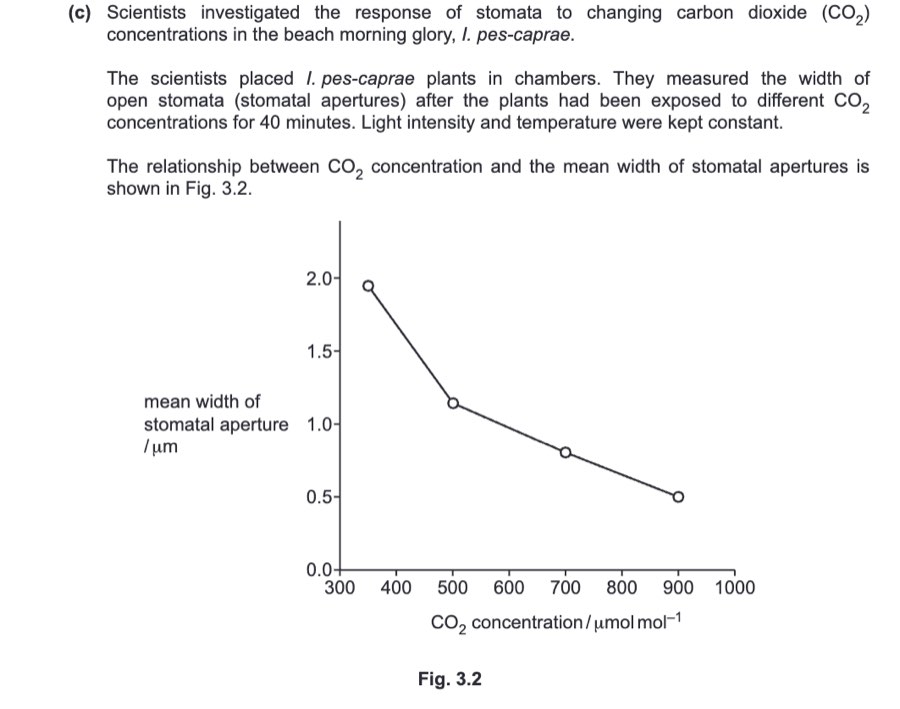 (c) Scientists investigated the response of stomata to changing carbon dioxide (CO₂)
concentrations in the beach morning glory, I. pes-caprae.
The scientists placed I. pes-caprae plants in chambers. They measured the width of
open stomata (stomatal apertures) after the plants had been exposed to different CO₂
concentrations for 40 minutes. Light intensity and temperature were kept constant.
The relationship between CO₂ concentration and the mean width of stomatal apertures is
shown in Fig. 3.2.
2.0
1.5
mean width of
stomatal aperture 1.0
/ μm
0.5
0.0
300 400 500 600 700 800 900 1000
CO₂ concentration / μmol mol⁻¹
Fig. 3.2